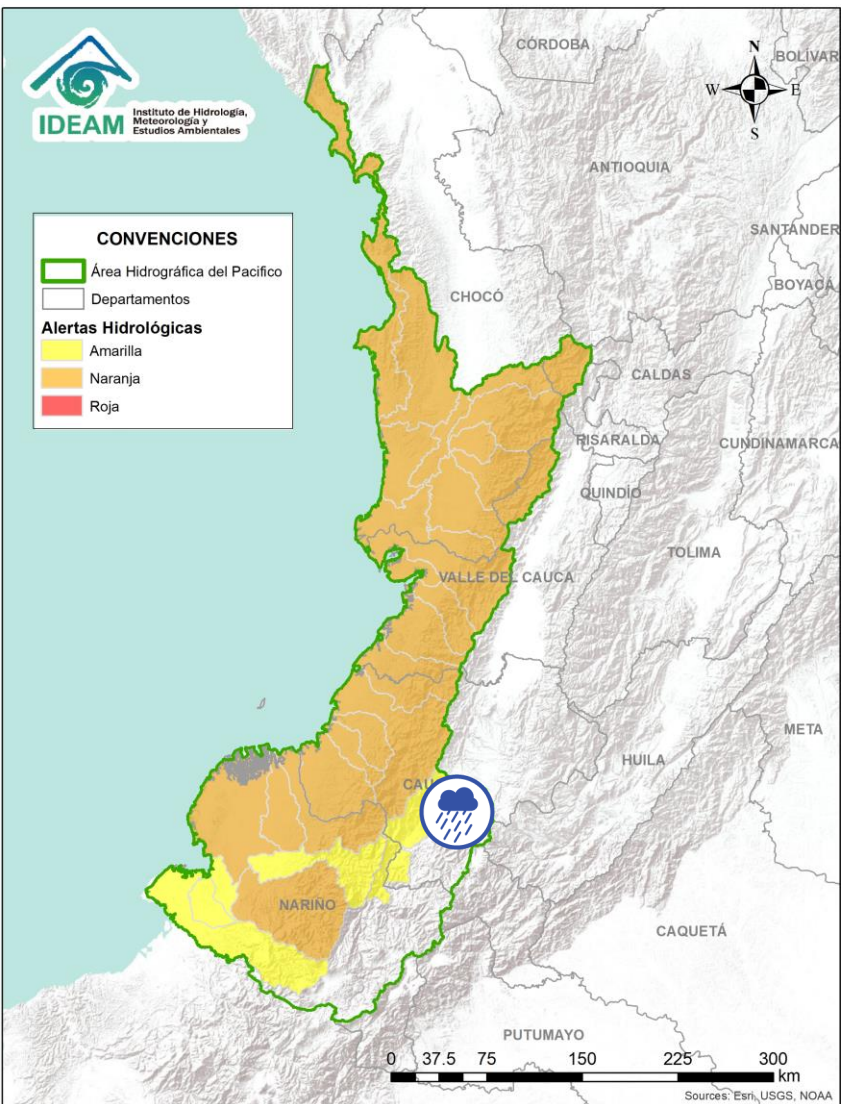 IDEAM
Instituto de Hidrología,
Meteorología y
Estudios Ambientales
N
W
E
S
CÓRDOBA
BOLÍVAR
ANTIOQUIA
SANTANDER
BOYACÁ
CHOCÓ
CALDAS
RISARALDA
CUNDINAMARCA
QUINDÍO
TOLIMA
VALLE DEL CAUCA
META
HUILA
NARIÑO
CAQUETÁ
PUTUMAYO
CONVENCIONES
Área Hidrográfica del Pacifico
Departamentos
Alertas Hidrológicas
Amarilla
Naranja
Roja
0 37.5 75 150 225 300
km
Sources: Esri, USGS, NOAA